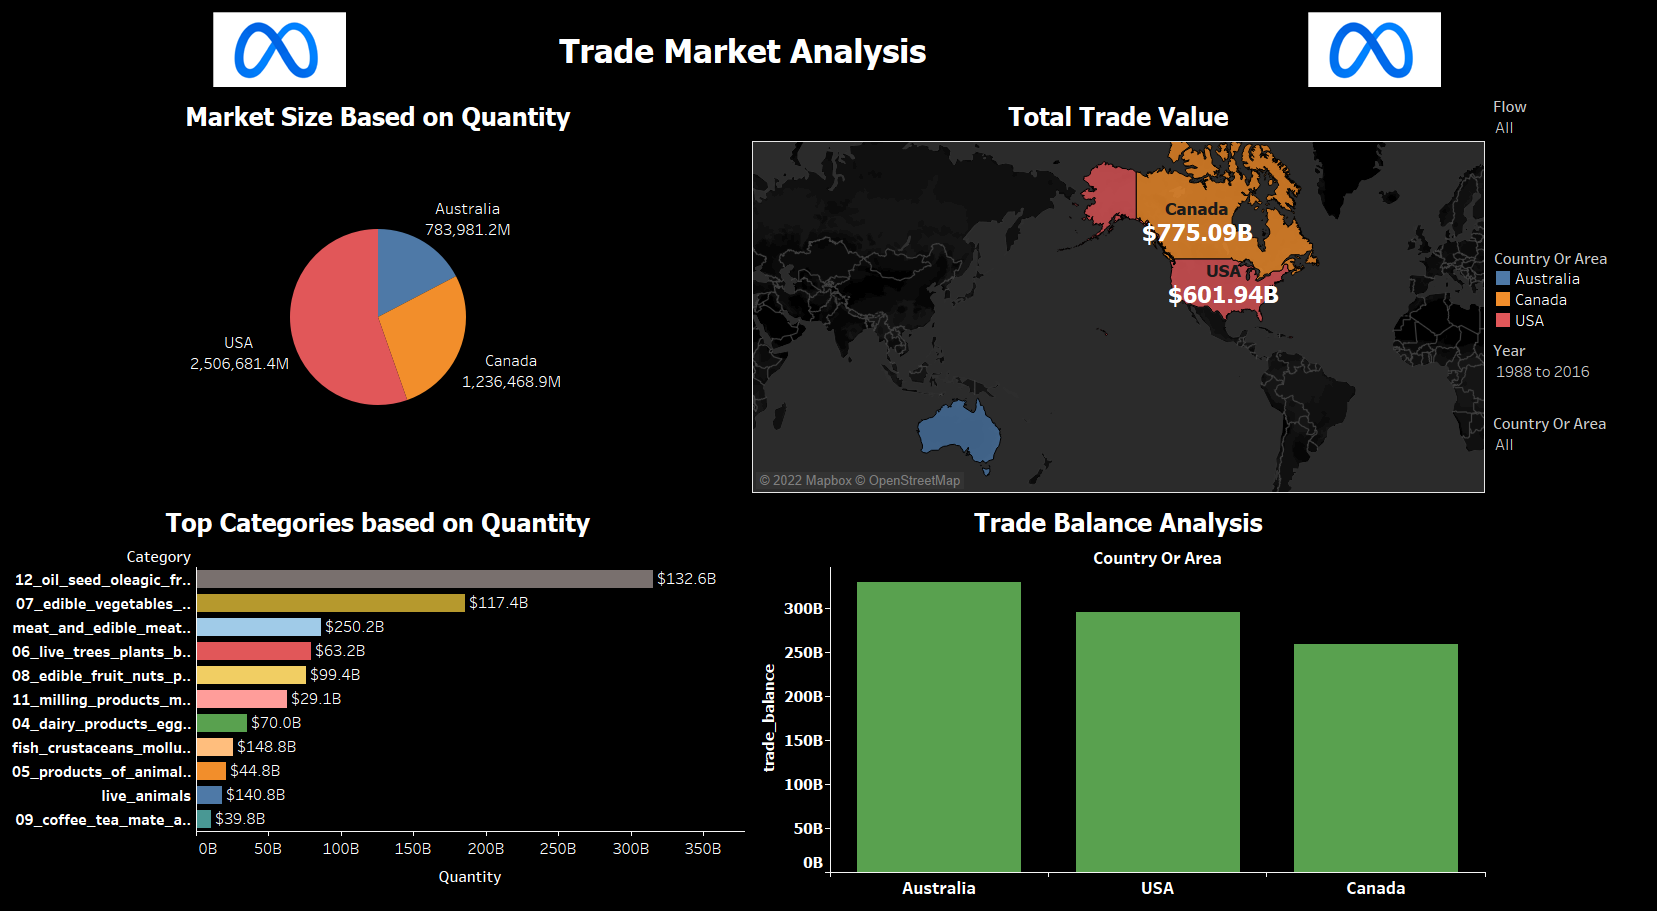 Trade Market Analysis
Market Size Based on Quantity
Australia
783,981.2M
USA
2,506,681.4M
Canada
1,236,468.9M
Total Trade Value
Canada
$775.09B
USA
$601.94B
© 2022 Mapbox © OpenStreetMap
Flow
All
Country Or Area
Australia
Canada
USA
Year
1988 to 2016
Country Or Area
All
Top Categories based on Quantity
Category
12_oil_seed_oleagic_fr.. $132.6B
07_edible_vegetables_.. $117.4B
meat_and_edible_meat.. $250.2B
06_live_trees_plants_b.. $63.2B
08_edible_fruit_nuts_p.. $99.4B
11_milling_products_m.. $29.1B
04_dairy_products_egg.. $70.0B
fish_crustaceans_mollu.. $148.8B
05_products_of_animal.. $44.8B
live_animals $140.8B
09_coffee_tea_mate_a.. $39.8B
0B 50B 100B 150B 200B 250B 300B 350B
Quantity
Trade Balance Analysis
Country Or Area
trade_balance
300B
250B
200B
150B
100B
50B
0B
Australia USA Canada